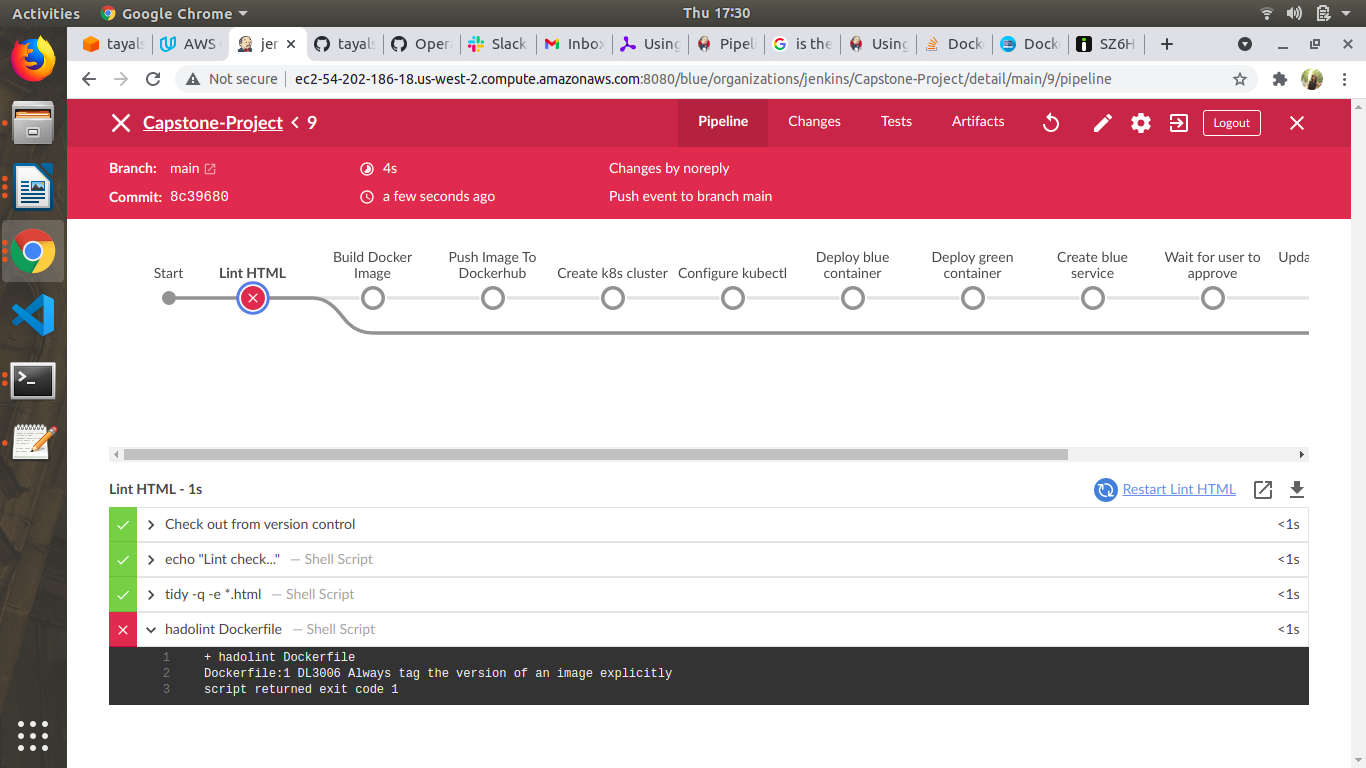 Activities
Google Chrome
Thu 17:30
tayals
AWS
jer
tayals
Oper
Slack
Inbox
Using
Pipeli
is the
Using
Dock
Dock
SZ6H
Not secure
ec2-54-202-186-18.us-west-2.compute.amazonaws.com:8080/blue/organizations/jenkins/Capstone-Project/detail/main/9/pipeline
Capstone-Project < 9
Pipeline
Changes
Tests
Artifacts
Logout
Branch: main
4s
Changes by noreply
Commit: 8c39680
a few seconds ago
Push event to branch main
Start
Lint HTML
Build Docker
Image
Push Image To
Dockerhub
Create k8s cluster
Configure kubectl
Deploy blue
container
Deploy green
container
Create blue
service
Wait for user to
approve
Upda
Lint HTML - 1s
Restart Lint HTML
Check out from version control
<1s
echo "Lint check..." — Shell Script
<1s
tidy -q -e *.html — Shell Script
<1s
hadolint Dockerfile — Shell Script
<1s
1 + hadolint Dockerfile
2 Dockerfile:1 DL3006 Always tag the version of an image explicitly
3 script returned exit code 1